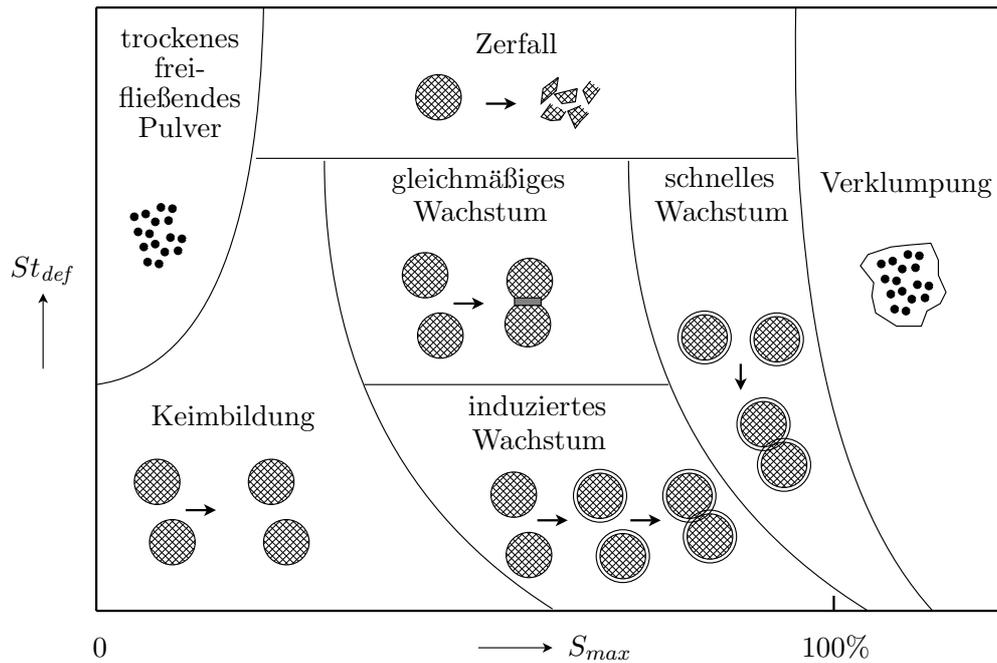 trockenes
frei-
fließendes
Pulver
Zerfall
gleichmäßiges
Wachstum
schnelles
Wachstum
Verklumpung
St_def
Keimbildung
induziertes
Wachstum
0
S_max
100%